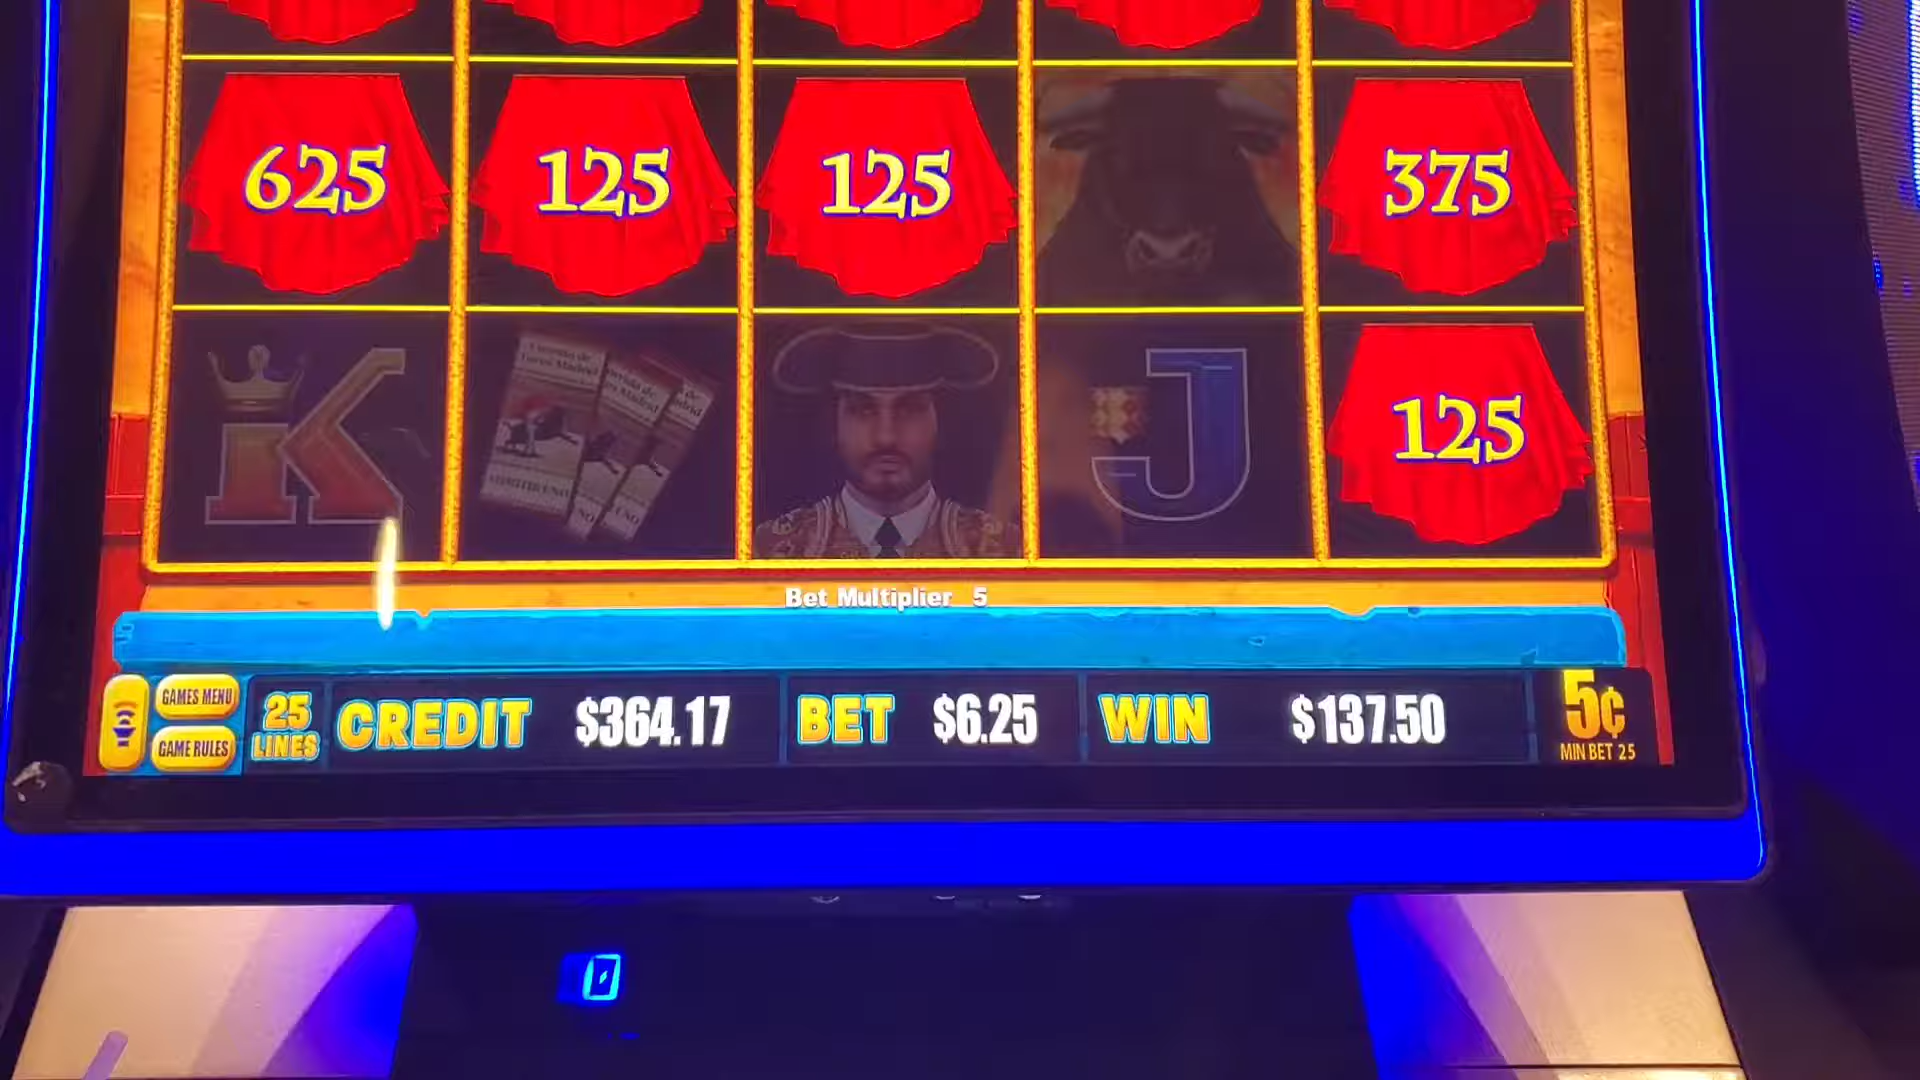 625 125 125 375
K J 125
Bet Multiplier 5
GAMES MENU
GAME RULES
25 LINES
CREDIT $364.17 BET $6.25 WIN $137.50
5¢
MIN BET 25